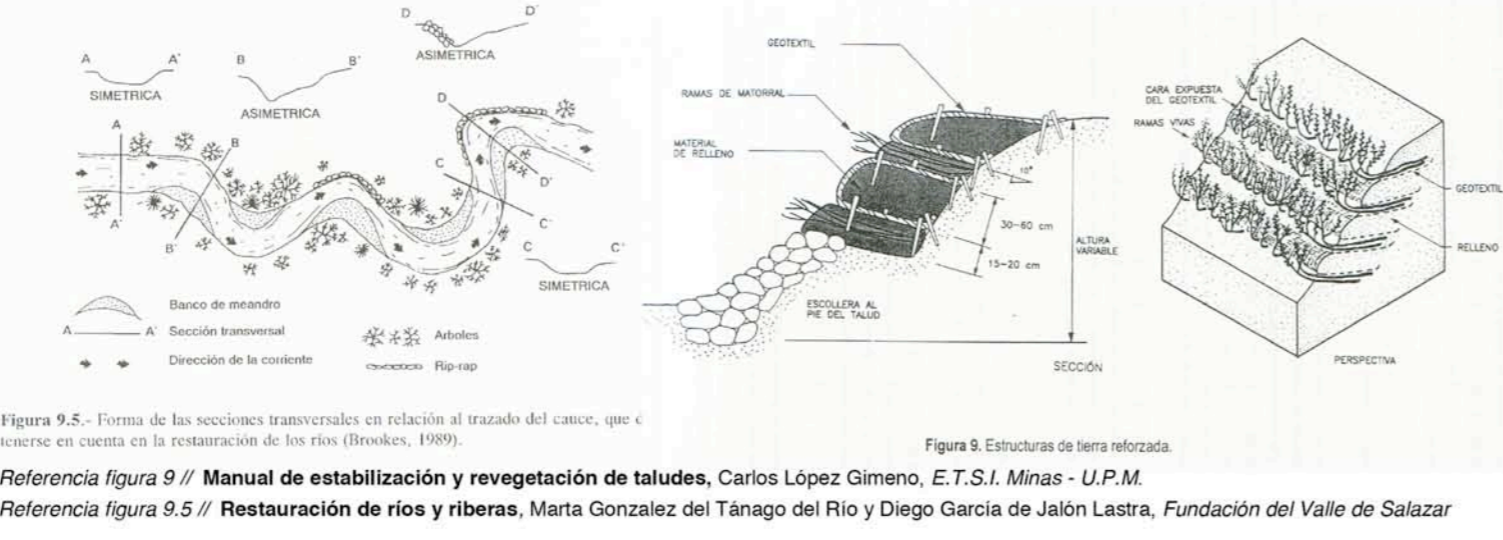 D D´
ASIMETRICA
A A'
SIMETRICA
B B'
ASIMETRICA
A
B
D
C
A'
B'
D'
C'
C C'
SIMETRICA
Banco de meandro
A A' Sección transversal
Dirección de la corriente
Arboles
Rip-rap
Figura 9.5.- Forma de las secciones transversales en relación al trazado del cauce, que
tenerse en cuenta en la restauración de los ríos (Brookes, 1989).
GEOTEXTIL
RAMAS DE MATORRAL
MATERIAL
DE RELLENO
10°
30-60 cm
15-20 cm
ALTURA
VARIABLE
ESCOLLERA AL
PIE DEL TALUD
SECCIÓN
CARA EXPUESTA
DEL GEOTEXTIL
RAMAS VIVAS
GEOTEXTIL
RELLENO
PERSPECTIVA
Figura 9. Estructuras de tierra reforzada.
Referencia figura 9 // Manual de estabilización y revegetación de taludes, Carlos López Gimeno, E.T.S.I. Minas - U.P.M.
Referencia figura 9.5 // Restauración de ríos y riberas, Marta Gonzalez del Tánago del Río y Diego García de Jalón Lastra, Fundación del Valle de Salazar